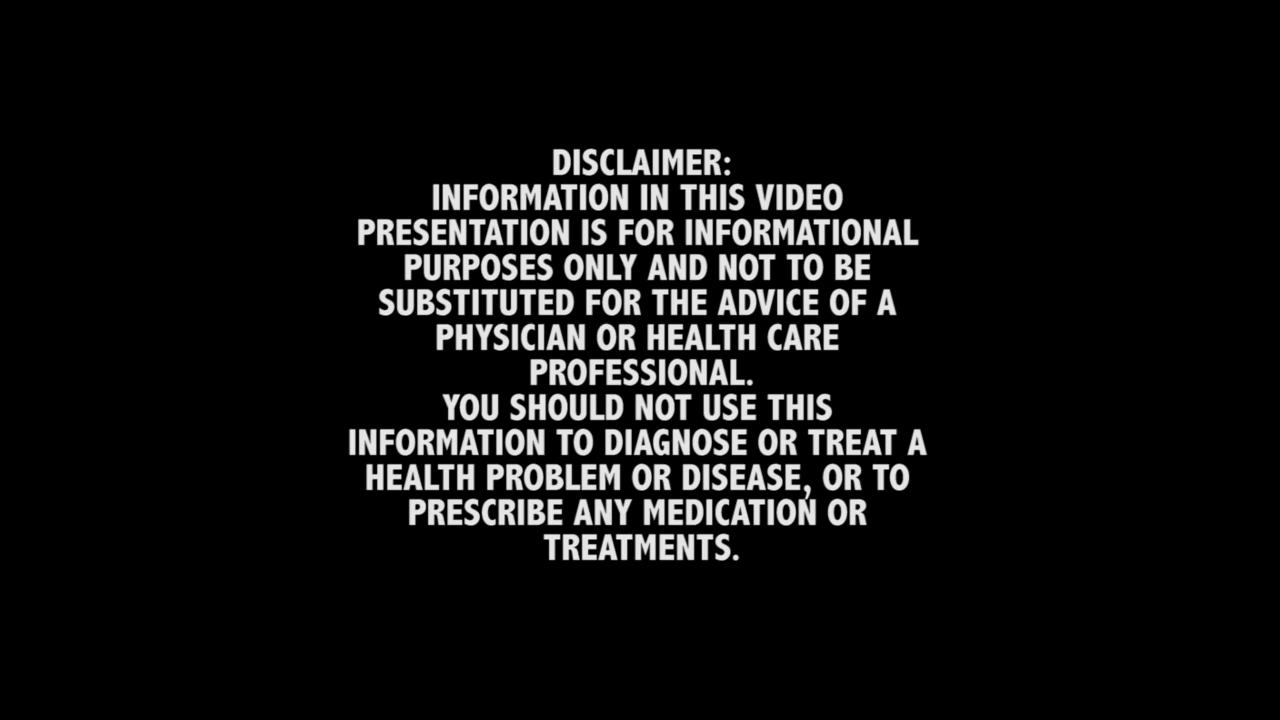 DISCLAIMER:
INFORMATION IN THIS VIDEO
PRESENTATION IS FOR INFORMATIONAL
PURPOSES ONLY AND NOT TO BE
SUBSTITUTED FOR THE ADVICE OF A
PHYSICIAN OR HEALTH CARE
PROFESSIONAL.
YOU SHOULD NOT USE THIS
INFORMATION TO DIAGNOSE OR TREAT A
HEALTH PROBLEM OR DISEASE, OR TO
PRESCRIBE ANY MEDICATION OR
TREATMENTS.